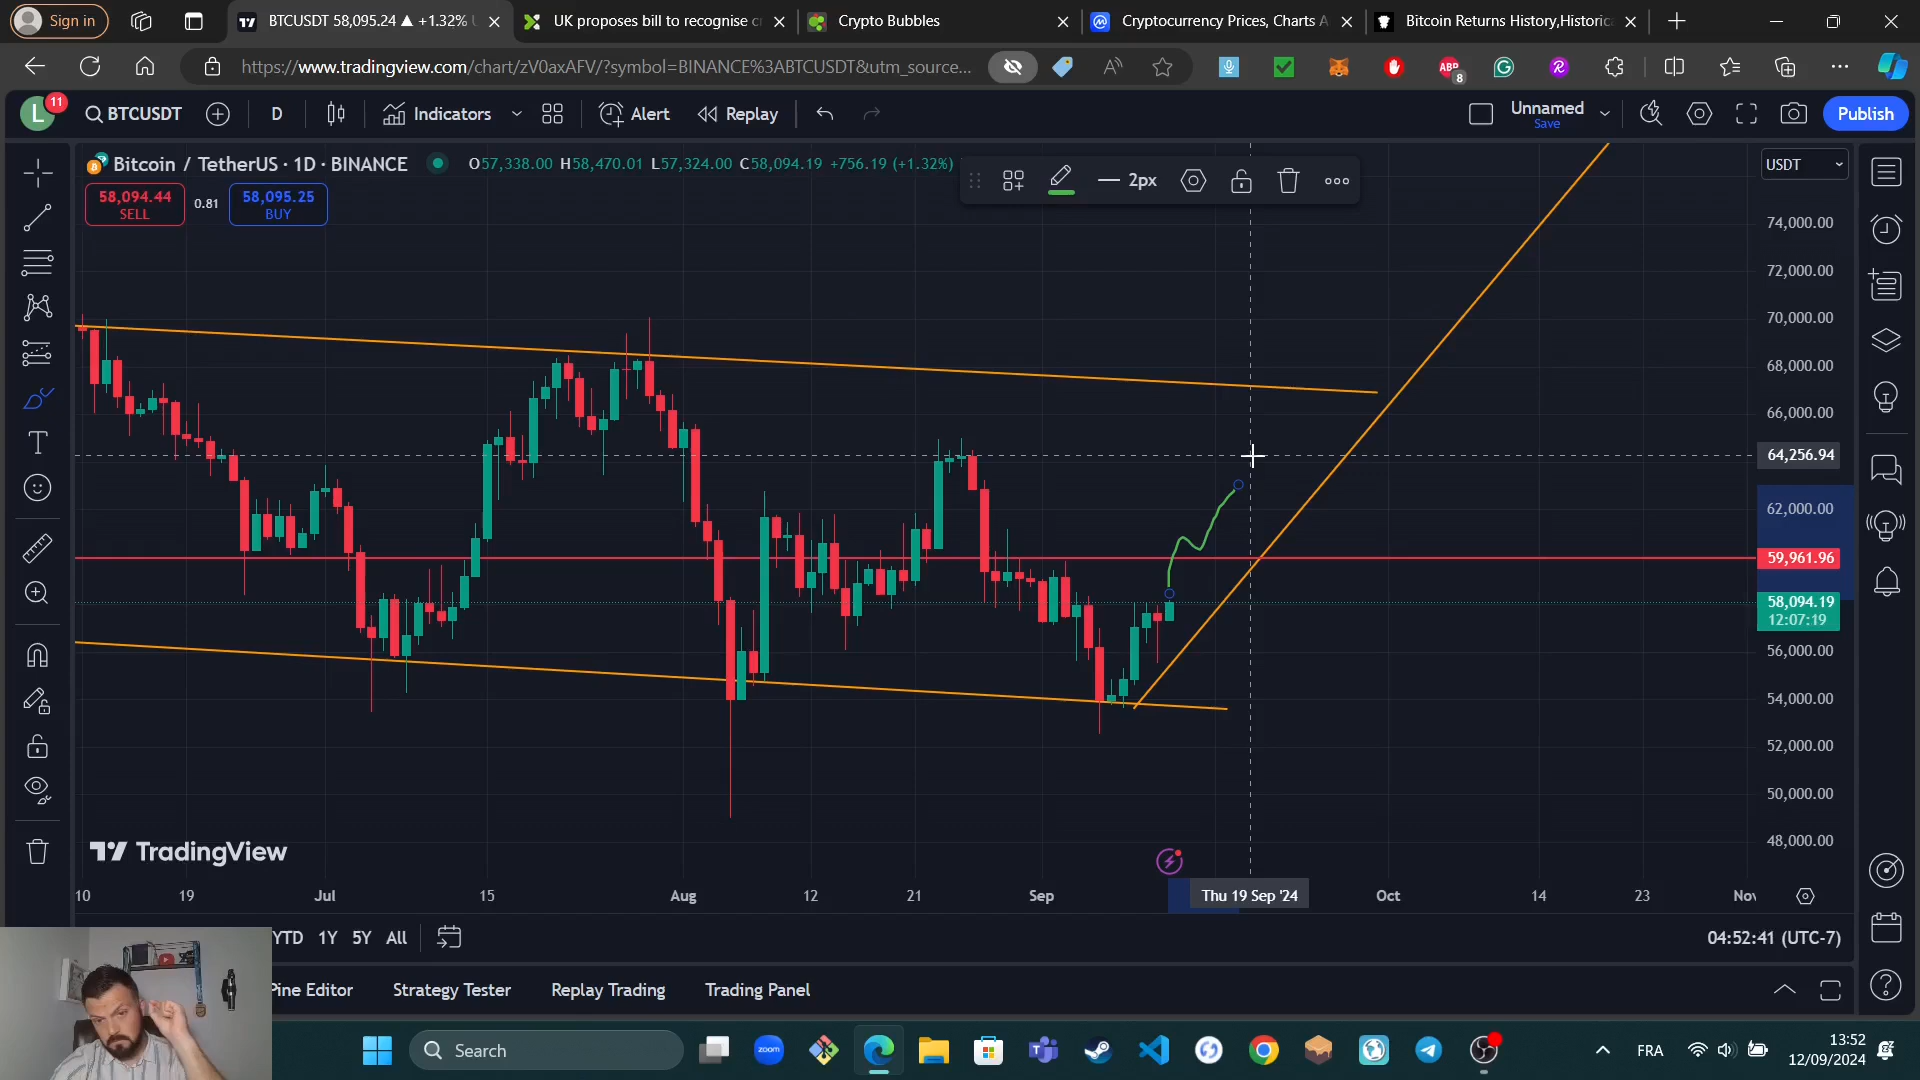 Sign in
BTCUSDT 58,095.24 ▲ +1.32% U
UK proposes bill to recognise cr
Crypto Bubbles
Cryptocurrency Prices, Charts A
Bitcoin Returns History,Historica
https://www.tradingview.com/chart/zV0axAFV/?symbol=BINANCE%3ABTCUSDT&utm_source...
ABP
8
L
11
BTCUSDT
D
Indicators
Alert
Replay
Unnamed
Save
Publish
Bitcoin / TetherUS · 1D · BINANCE
O57,338.00 H58,470.01 L57,324.00 C58,094.19 +756.19 (+1.32%)
2px
USDT
58,094.44
SELL
0.81
58,095.25
BUY
74,000.00
72,000.00
70,000.00
68,000.00
66,000.00
64,256.94
62,000.00
59,961.96
58,094.19
12:07:19
56,000.00
54,000.00
52,000.00
50,000.00
48,000.00
TradingView
10
19
Jul
15
Aug
12
21
Sep
Thu 19 Sep '24
Oct
14
23
Nov
YTD
1Y
5Y
All
04:52:41 (UTC-7)
Pine Editor
Strategy Tester
Replay Trading
Trading Panel
Search
zoom
FRA
13:52
12/09/2024